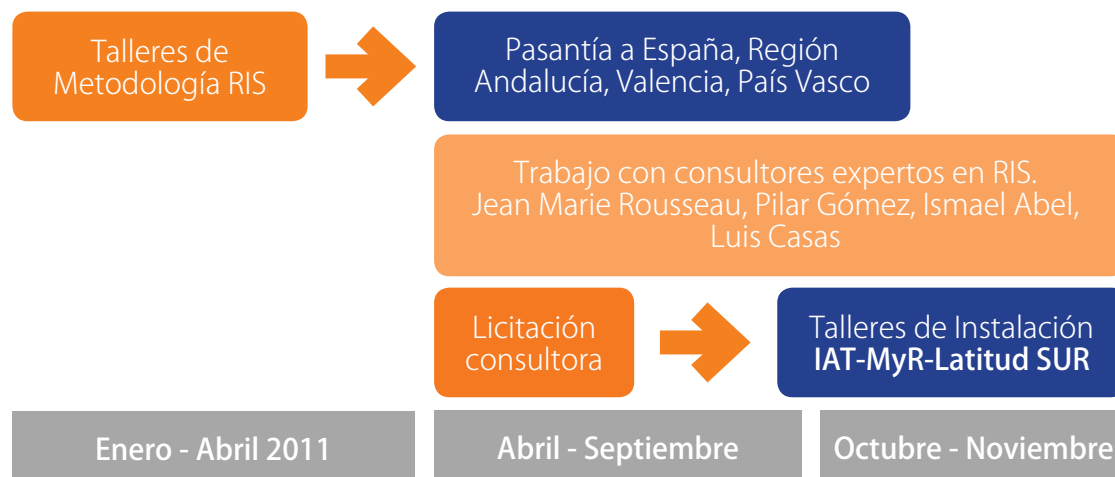 Talleres de
Metodología RIS
Pasantía a España, Región
Andalucía, Valencia, País Vasco
Trabajo con consultores expertos en RIS.
Jean Marie Rousseau, Pilar Gómez, Ismael Abel,
Luis Casas
Licitación
consultora
Talleres de Instalación
IAT-MyR-Latitud SUR
Enero - Abril 2011
Abril - Septiembre
Octubre - Noviembre